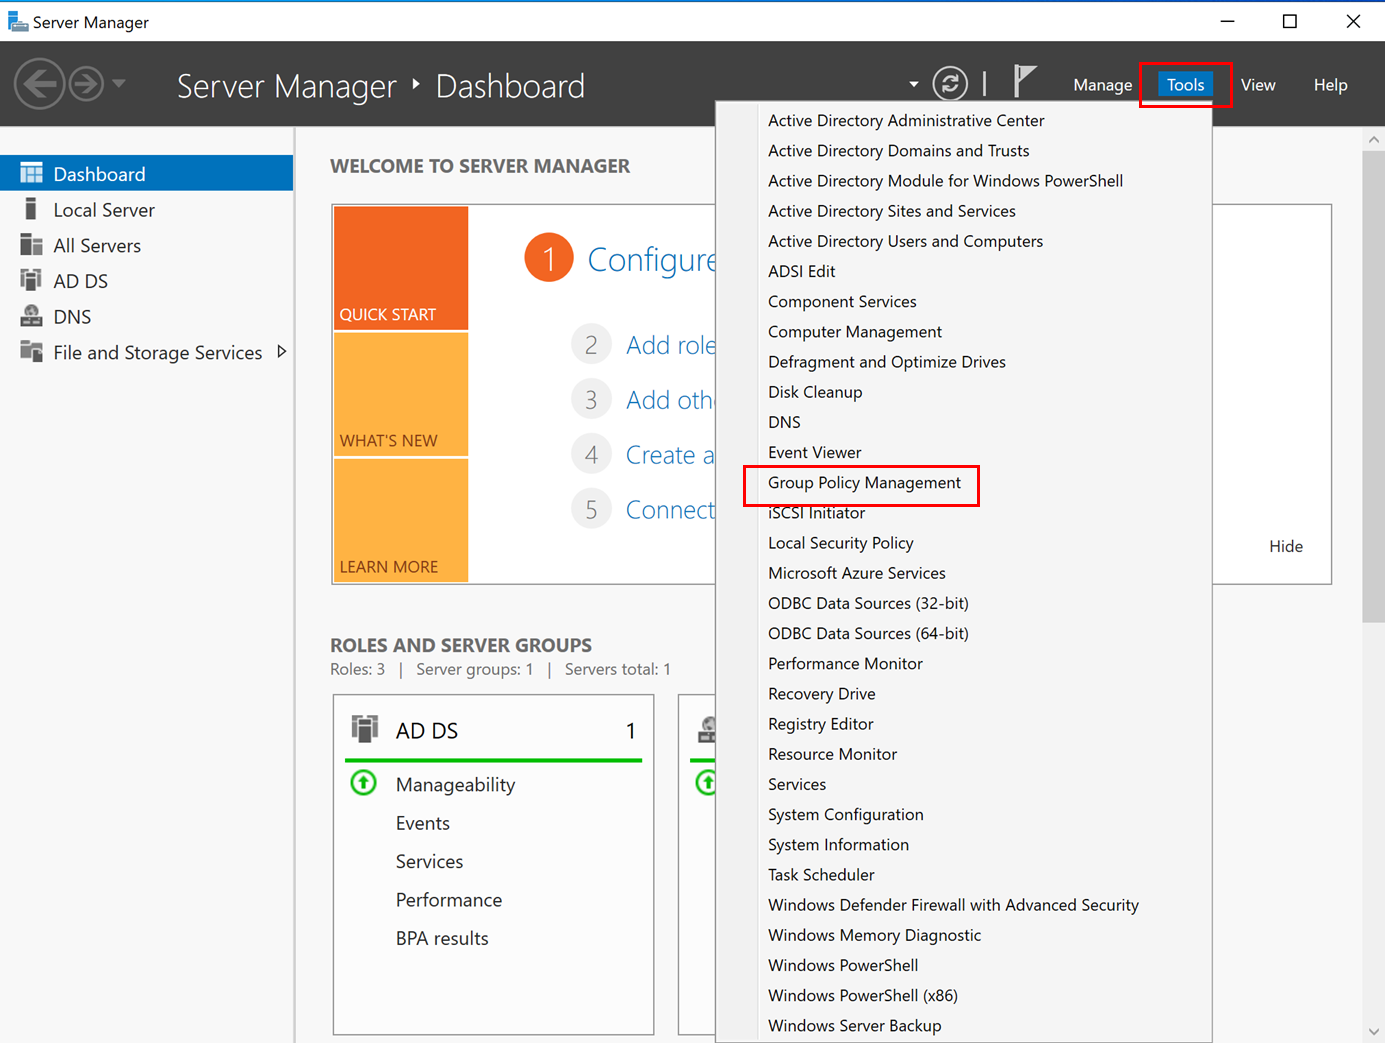 Server Manager
Server Manager
Dashboard
Manage
Tools
View
Help
Dashboard
Local Server
All Servers
AD DS
DNS
File and Storage Services
WELCOME TO SERVER MANAGER
QUICK START
WHAT'S NEW
LEARN MORE
1 Configure
2 Add role
3 Add oth
4 Create a
5 Connect
Hide
ROLES AND SERVER GROUPS
Roles: 3 | Server groups: 1 | Servers total: 1
AD DS 1
Manageability
Events
Services
Performance
BPA results
Active Directory Administrative Center
Active Directory Domains and Trusts
Active Directory Module for Windows PowerShell
Active Directory Sites and Services
Active Directory Users and Computers
ADSI Edit
Component Services
Computer Management
Defragment and Optimize Drives
Disk Cleanup
DNS
Event Viewer
Group Policy Management
iSCSI Initiator
Local Security Policy
Microsoft Azure Services
ODBC Data Sources (32-bit)
ODBC Data Sources (64-bit)
Performance Monitor
Recovery Drive
Registry Editor
Resource Monitor
Services
System Configuration
System Information
Task Scheduler
Windows Defender Firewall with Advanced Security
Windows Memory Diagnostic
Windows PowerShell
Windows PowerShell (x86)
Windows Server Backup